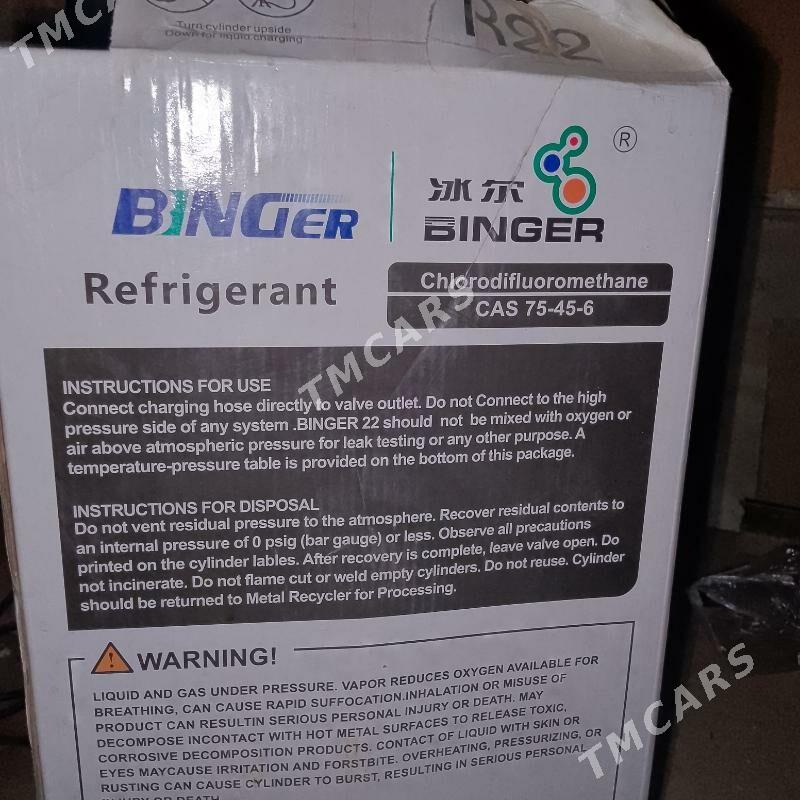 Turn cylinder upside
Down for liquid charging
R22
BINGER
冰尔
®
BINGER
Refrigerant
Chlorodifluoromethane
CAS 75-45-6
INSTRUCTIONS FOR USE
Connect charging hose directly to valve outlet. Do not Connect to the high
pressure side of any system .BINGER 22 should not be mixed with oxygen or
air above atmospheric pressure for leak testing or any other purpose. A
temperature-pressure table is provided on the bottom of this package.
INSTRUCTIONS FOR DISPOSAL
Do not vent residual pressure to the atmosphere. Recover residual contents to
an internal pressure of 0 psig (bar gauge) or less. Observe all precautions
printed on the cylinder lables. After recovery is complete, leave valve open. Do
not incinerate. Do not flame cut or weld empty cylinders. Do not reuse. Cylinder
should be returned to Metal Recycler for Processing.
WARNING!
LIQUID AND GAS UNDER PRESSURE. VAPOR REDUCES OXYGEN AVAILABLE FOR
BREATHING, CAN CAUSE RAPID SUFFOCATION.INHALATION OR MISUSE OF
PRODUCT CAN RESULTIN SERIOUS PERSONAL INJURY OR DEATH. MAY
DECOMPOSE INCONTACT WITH HOT METAL SURFACES TO RELEASE TOXIC,
CORROSIVE DECOMPOSITION PRODUCTS. CONTACT OF LIQUID WITH SKIN OR
EYES MAYCAUSE IRRITATION AND FORSTBITE. OVERHEATING, PRESSURIZING, OR
RUSTING CAN CAUSE CYLINDER TO BURST, RESULTING IN SERIOUS PERSONAL
INJURY OR DEATH
TMCARS
TMCARS
TMCARS